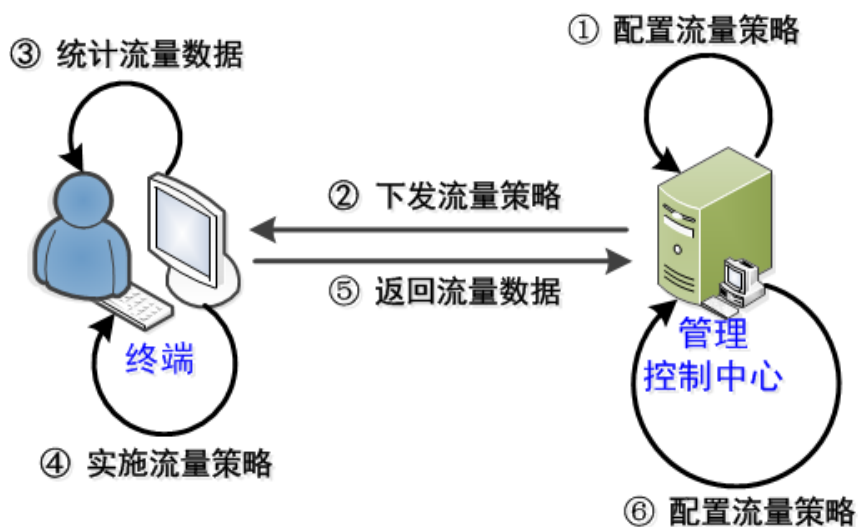 ① 配置流量策略
③ 统计流量数据
② 下发流量策略
⑤ 返回流量数据
终端
管理
控制中心
④ 实施流量策略
⑥ 配置流量策略